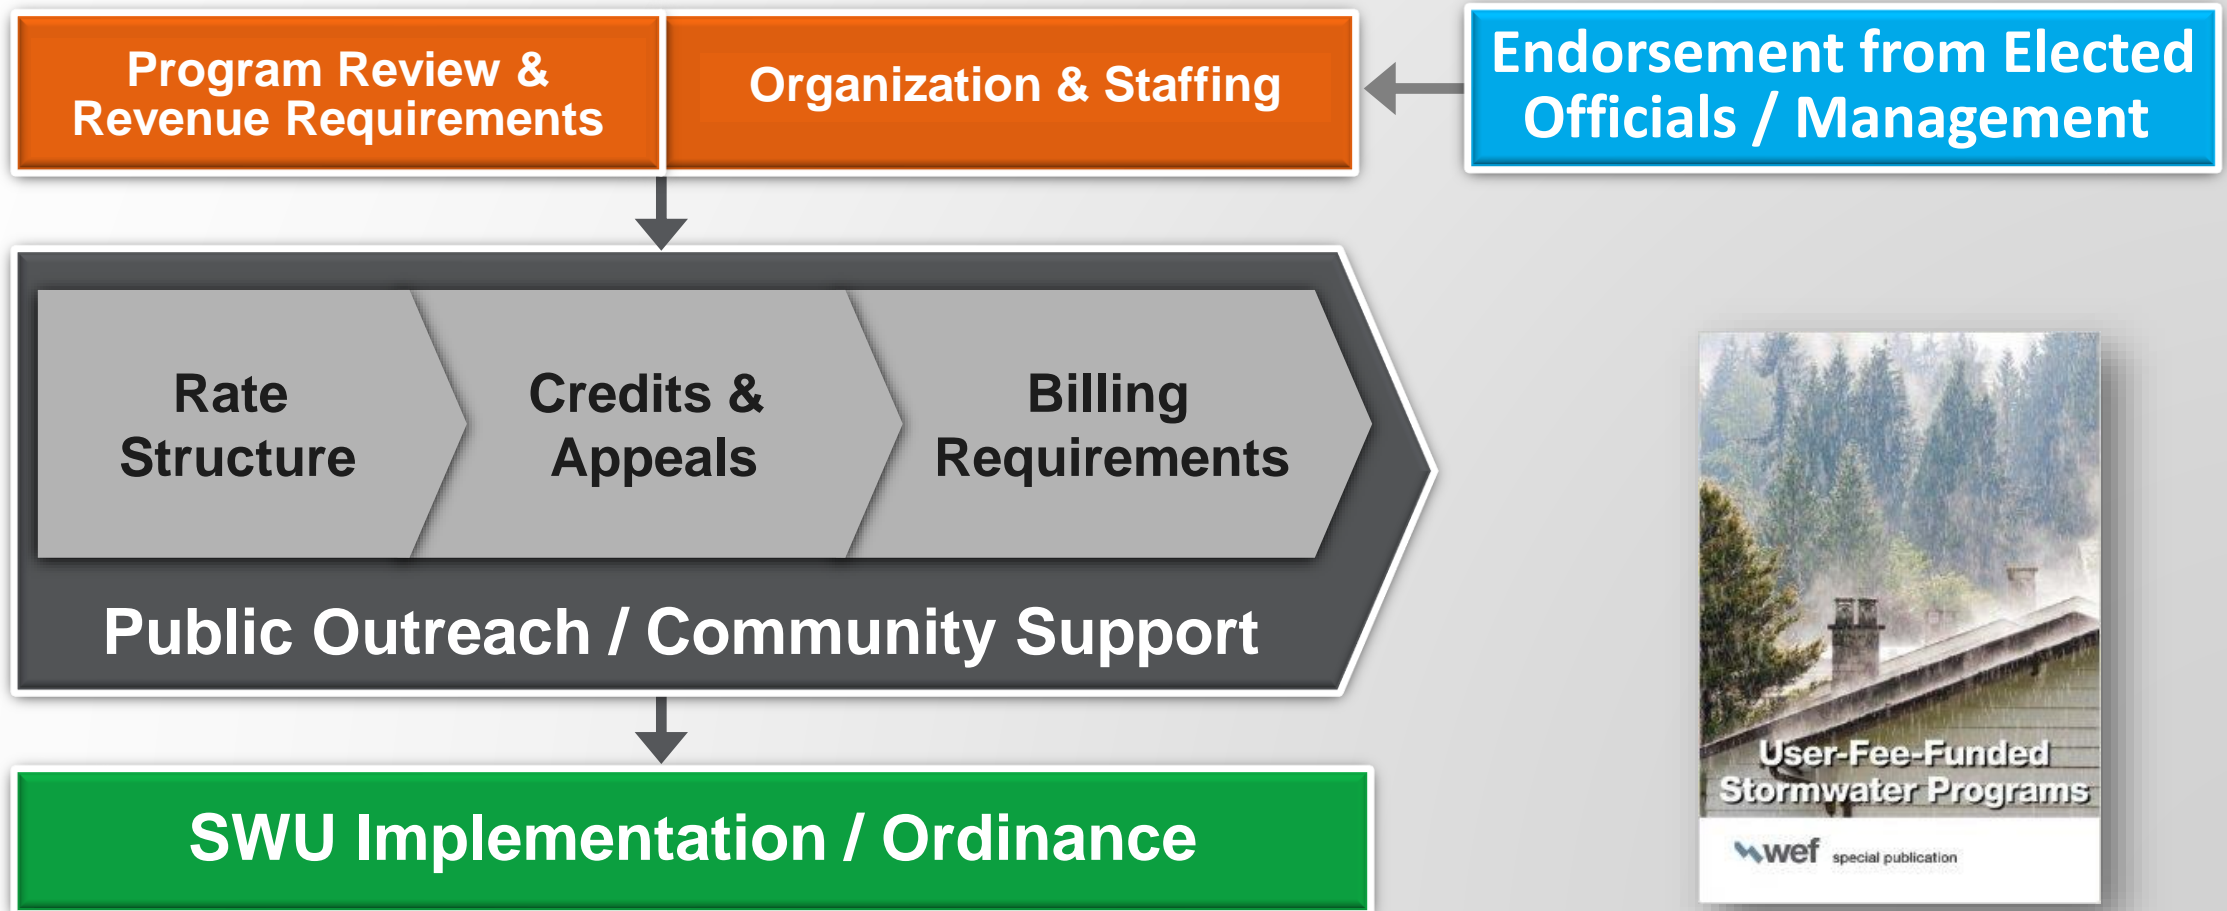 Program Review &
Revenue Requirements
Organization & Staffing
Endorsement from Elected
Officials / Management
Rate
Structure
Credits &
Appeals
Billing
Requirements
Public Outreach / Community Support
SWU Implementation / Ordinance
User-Fee-Funded
Stormwater Programs
wef special publication